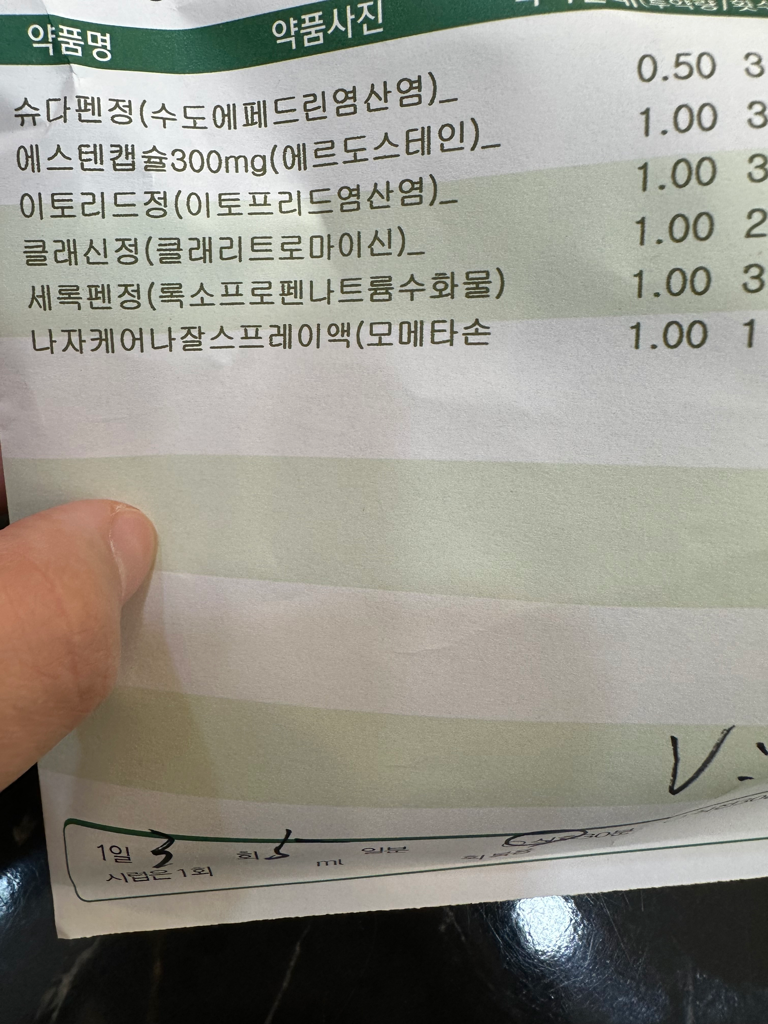 약품명 약품사진
슈다펜정(수도에페드린염산염)_ 0.50 3
에스텐캡슐300mg(에르도스테인)_ 1.00 3
이토리드정(이토프리드염산염)_ 1.00 3
클래신정(클래리트로마이신)_ 1.00 2
세록펜정(록소프로펜나트륨수화물) 1.00 3
나자케어나잘스프레이액(모메타손 1.00 1
V.
1일 3 회 5 일분
시럽은 1회 ml